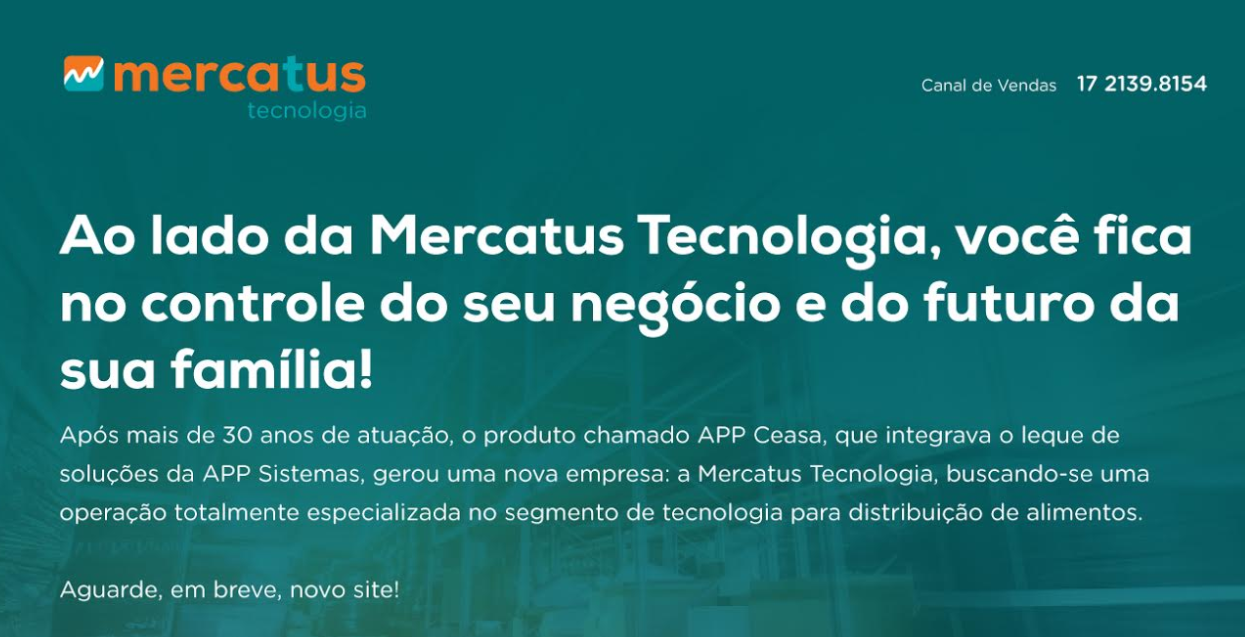 mercatus
tecnologia
Canal de Vendas 17 2139.8154
Ao lado da Mercatus Tecnologia, você fica
no controle do seu negócio e do futuro da
sua família!
Após mais de 30 anos de atuação, o produto chamado APP Ceasa, que integrava o leque de
soluções da APP Sistemas, gerou uma nova empresa: a Mercatus Tecnologia, buscando-se uma
operação totalmente especializada no segmento de tecnologia para distribuição de alimentos.
Aguarde, em breve, novo site!